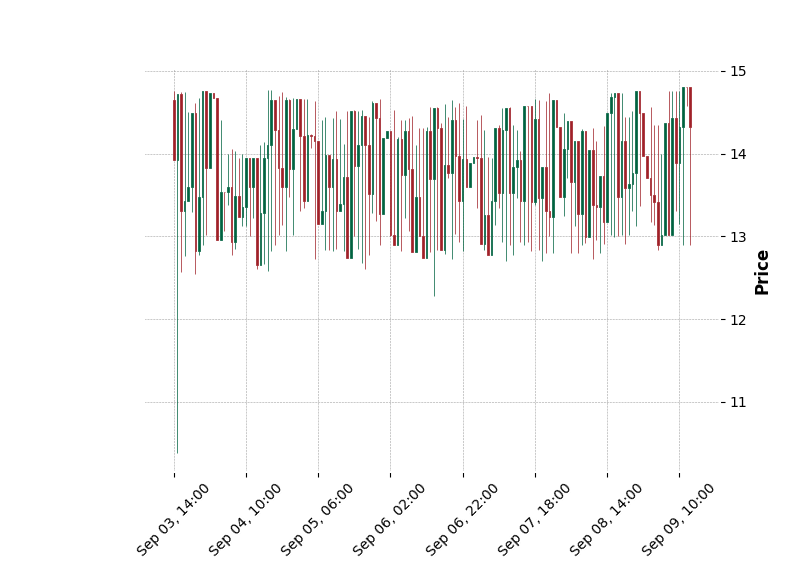 15
14
13
12
11
Price
Sep 03, 14:00
Sep 04, 10:00
Sep 05, 06:00
Sep 06, 02:00
Sep 06, 22:00
Sep 07, 18:00
Sep 08, 14:00
Sep 09, 10:00